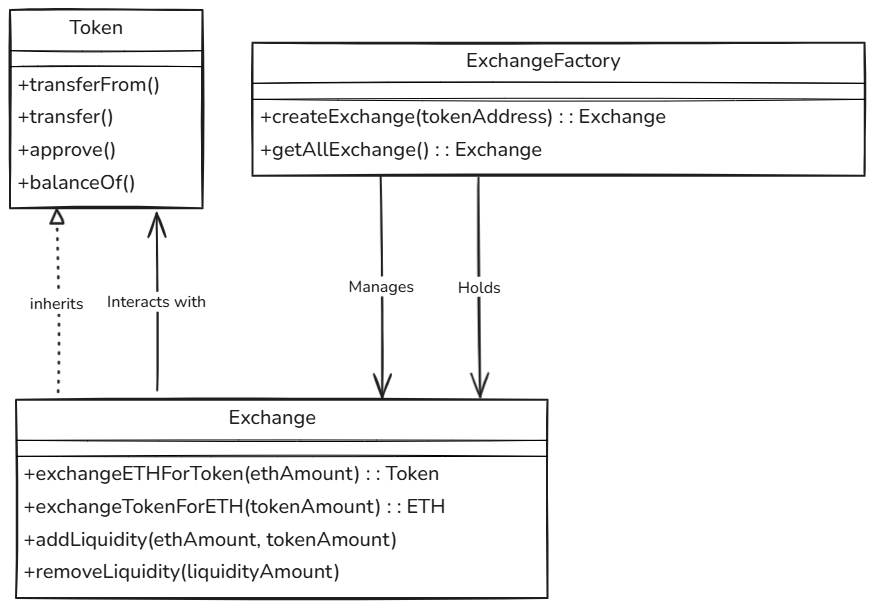 Token
+transferFrom()
+transfer()
+approve()
+balanceOf()
ExchangeFactory
+createExchange(tokenAddress) : : Exchange
+getAllExchange() : : Exchange
inherits
Interacts with
Manages
Holds
Exchange
+exchangeETHForToken(ethAmount) : : Token
+exchangeTokenForETH(tokenAmount) : : ETH
+addLiquidity(ethAmount, tokenAmount)
+removeLiquidity(liquidityAmount)